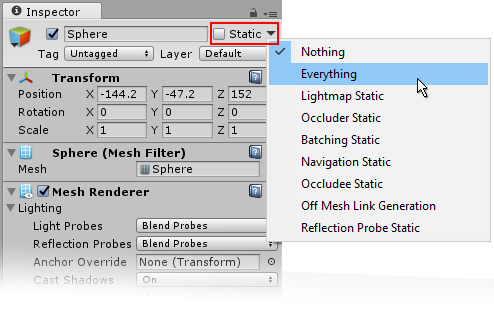 Inspector
Sphere Static
Tag Untagged Layer Default
Transform
Position X -144.2 Y -47.2 Z 152
Rotation X 0 Y 0 Z 0
Scale X 1 Y 1 Z 1
Sphere (Mesh Filter)
Mesh Sphere
Mesh Renderer
Lighting
Light Probes Blend Probes
Reflection Probes Blend Probes
Anchor Override None (Transform)
Cast Shadows On
Nothing
Everything
Lightmap Static
Occluder Static
Batching Static
Navigation Static
Occludee Static
Off Mesh Link Generation
Reflection Probe Static